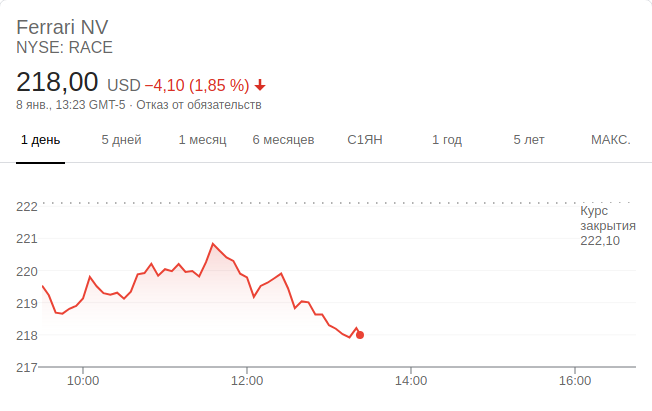 Ferrari NV
NYSE: RACE
218,00 USD −4,10 (1,85 %)
8 янв., 13:23 GMT-5 · Отказ от обязательств
1 день 5 дней 1 месяц 6 месяцев С1ЯН 1 год 5 лет МАКС.
222
Курс
закрытия
222,10
221
220
219
218
217
10:00 12:00 14:00 16:00